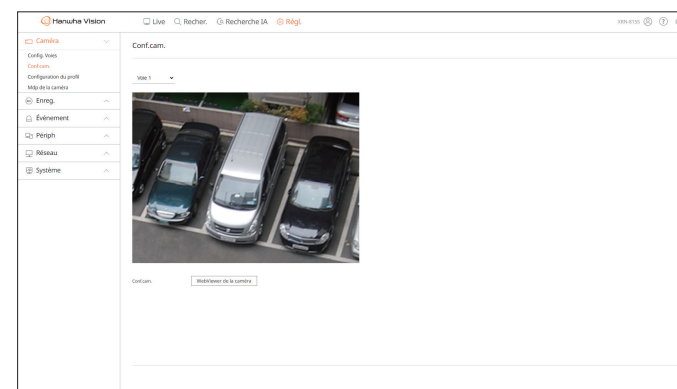 Hanwha Vision
Live Recher. Recherche IA Régl.
XRN-R155
Caméra
Config. Voies
Conf.cam.
Configuration du profil
Mdp de la caméra
Enreg.
Événement
Périph
Réseau
Système
Conf.cam.
Voie 1
Conf.cam. WebViewer de la caméra